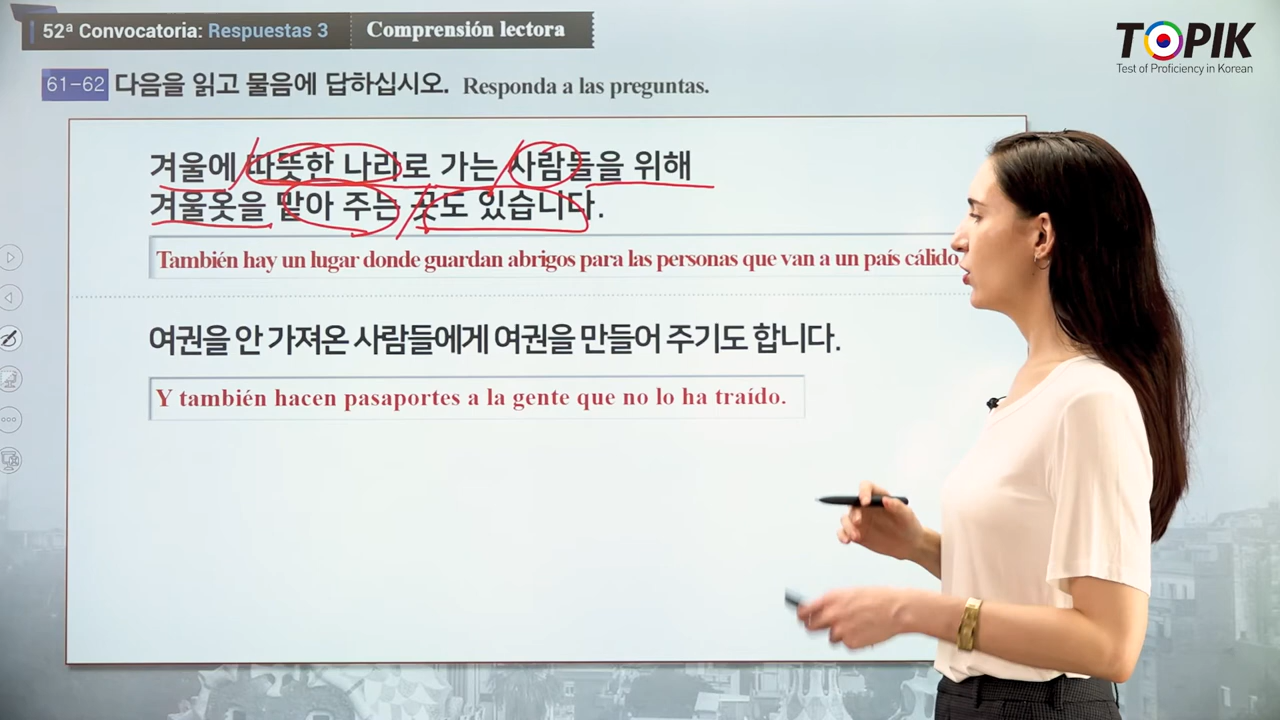 52ª Convocatoria: Respuestas 3 Comprensión lectora
TOPIK
Test of Proficiency in Korean
61-62 다음을 읽고 물음에 답하십시오. Responda a las preguntas.
겨울에 따뜻한 나라로 가는 사람들을 위해
겨울옷을 맡아 주는 곳도 있습니다.
También hay un lugar donde guardan abrigos para las personas que van a un país cálido
여권을 안 가져온 사람들에게 여권을 만들어 주기도 합니다.
Y también hacen pasaportes a la gente que no lo ha traído.